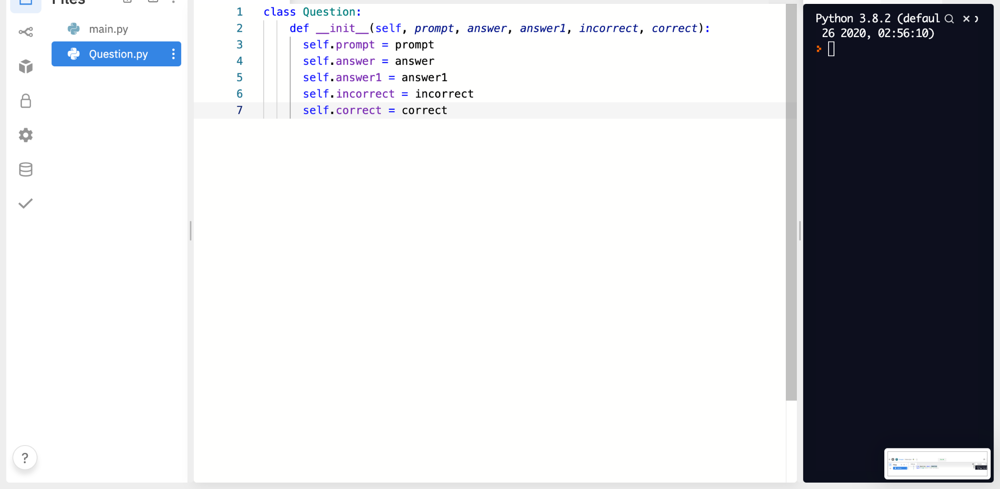 Files
main.py
Question.py
1 class Question:
2 def __init__(self, prompt, answer, answer1, incorrect, correct):
3 self.prompt = prompt
4 self.answer = answer
5 self.answer1 = answer1
6 self.incorrect = incorrect
7 self.correct = correct
Python 3.8.2 (defaul
26 2020, 02:56:10)
?